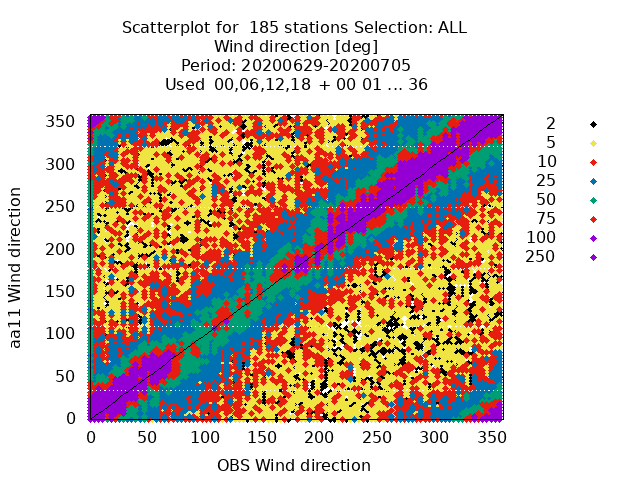 Scatterplot for 185 stations Selection: ALL
Wind direction [deg]
Period: 20200629-20200705
Used 00,06,12,18 + 00 01 ... 36
aa11 Wind direction
350
300
250
200
150
100
50
0
0 50 100 150 200 250 300 350
OBS Wind direction
2
5
10
25
50
75
100
250